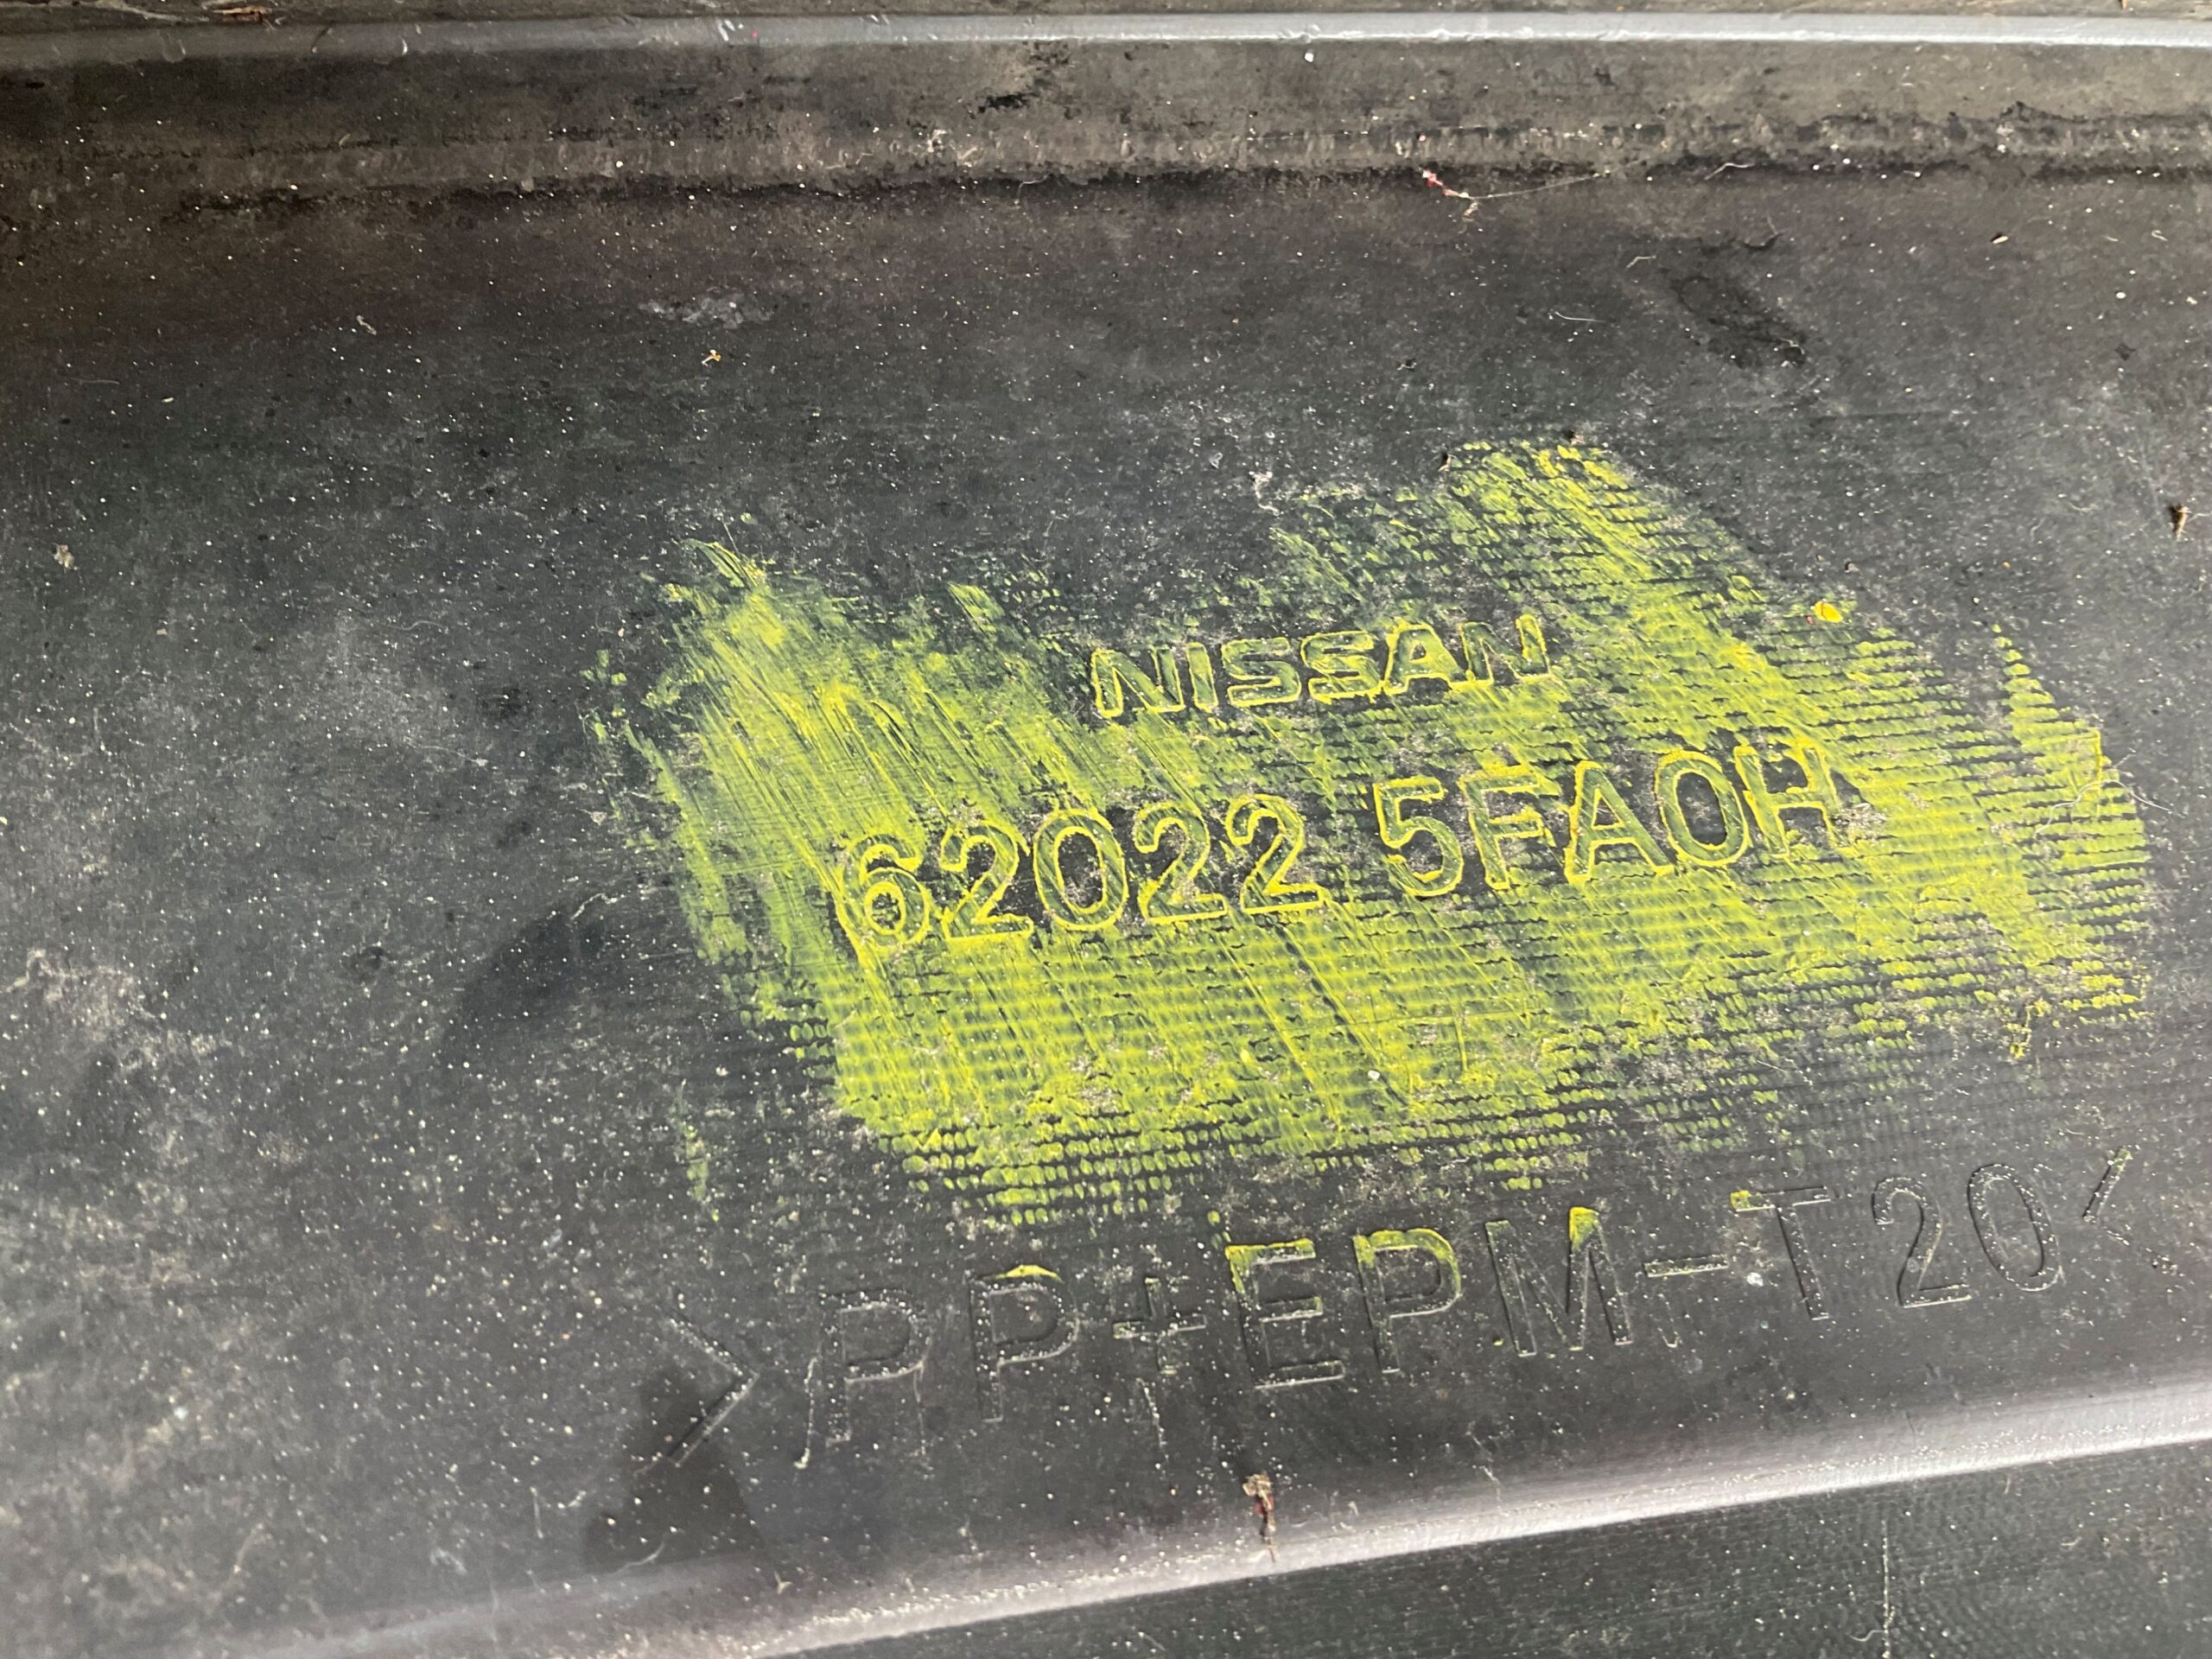 NISSAN
62022 5FA0H
>PP+EPM-T20<